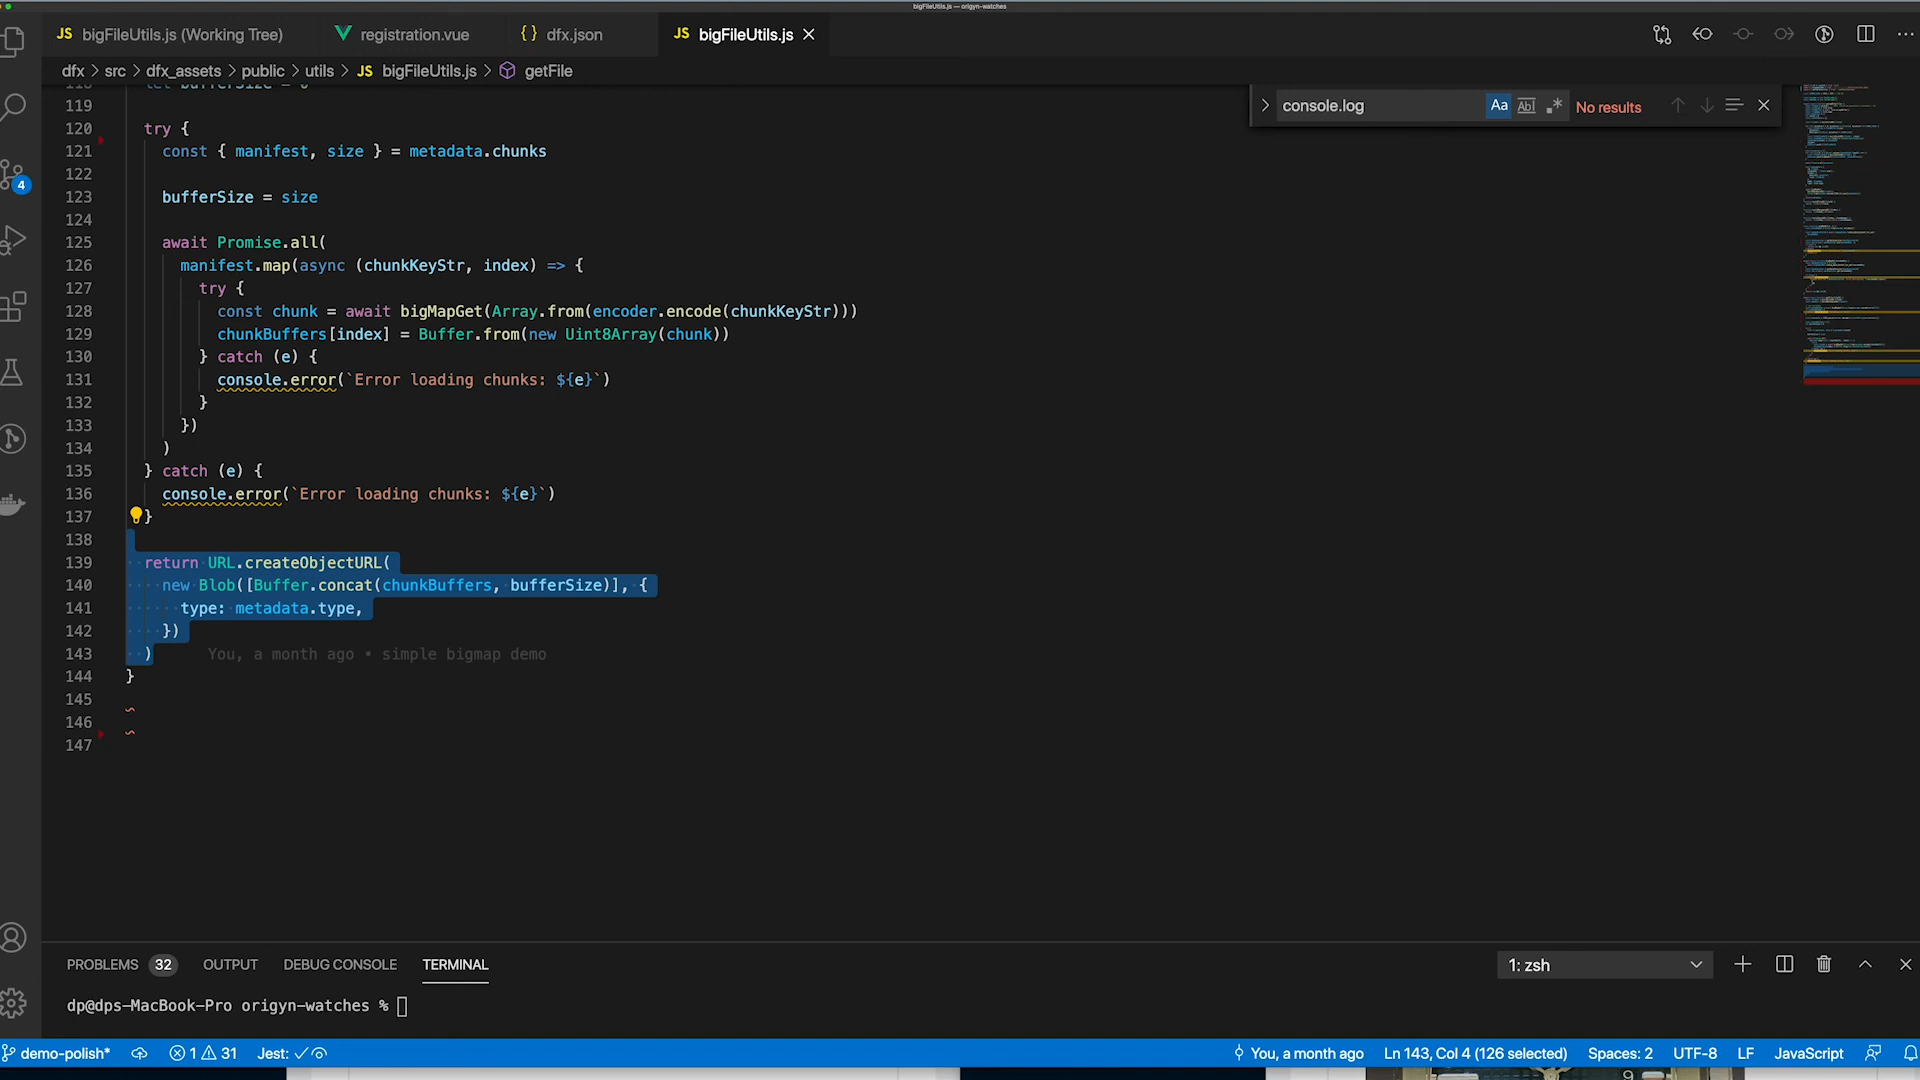 bigFileUtils.js — origyn-watches
JS bigFileUtils.js (Working Tree)
registration.vue
{} dfx.json
JS bigFileUtils.js
dfx > src > dfx_assets > public > utils > JS bigFileUtils.js > getFile
console.log
Aa
Abl
.*
No results
118 let bufferSize = 0
119
120 try {
121 const { manifest, size } = metadata.chunks
122
123 bufferSize = size
124
125 await Promise.all(
126 manifest.map(async (chunkKeyStr, index) => {
127 try {
128 const chunk = await bigMapGet(Array.from(encoder.encode(chunkKeyStr)))
129 chunkBuffers[index] = Buffer.from(new Uint8Array(chunk))
130 } catch (e) {
131 console.error(`Error loading chunks: ${e}`)
132 }
133 })
134 )
135 } catch (e) {
136 console.error(`Error loading chunks: ${e}`)
137 }
138
139 return URL.createObjectURL(
140 new Blob([Buffer.concat(chunkBuffers, bufferSize)], {
141 type: metadata.type,
142 })
143 ) You, a month ago • simple bigmap demo
144 }
145
146
147
4
PROBLEMS 32 OUTPUT DEBUG CONSOLE TERMINAL
1: zsh
dp@dps-MacBook-Pro origyn-watches %
demo-polish*
1 31
Jest:
You, a month ago
Ln 143, Col 4 (126 selected)
Spaces: 2
UTF-8
LF
JavaScript
9